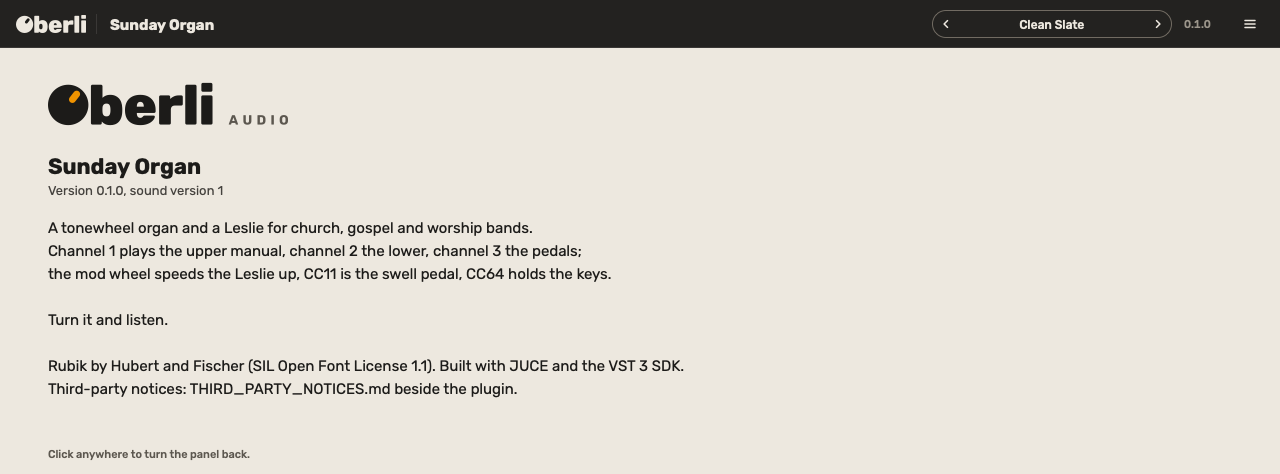 Oberli
Sunday Organ
Clean Slate
0.1.0
Oberli
AUDIO
Sunday Organ
Version 0.1.0, sound version 1
A tonewheel organ and a Leslie for church, gospel and worship bands.
Channel 1 plays the upper manual, channel 2 the lower, channel 3 the pedals;
the mod wheel speeds the Leslie up, CC11 is the swell pedal, CC64 holds the keys.
Turn it and listen.
Rubik by Hubert and Fischer (SIL Open Font License 1.1). Built with JUCE and the VST 3 SDK.
Third-party notices: THIRD_PARTY_NOTICES.md beside the plugin.
Click anywhere to turn the panel back.